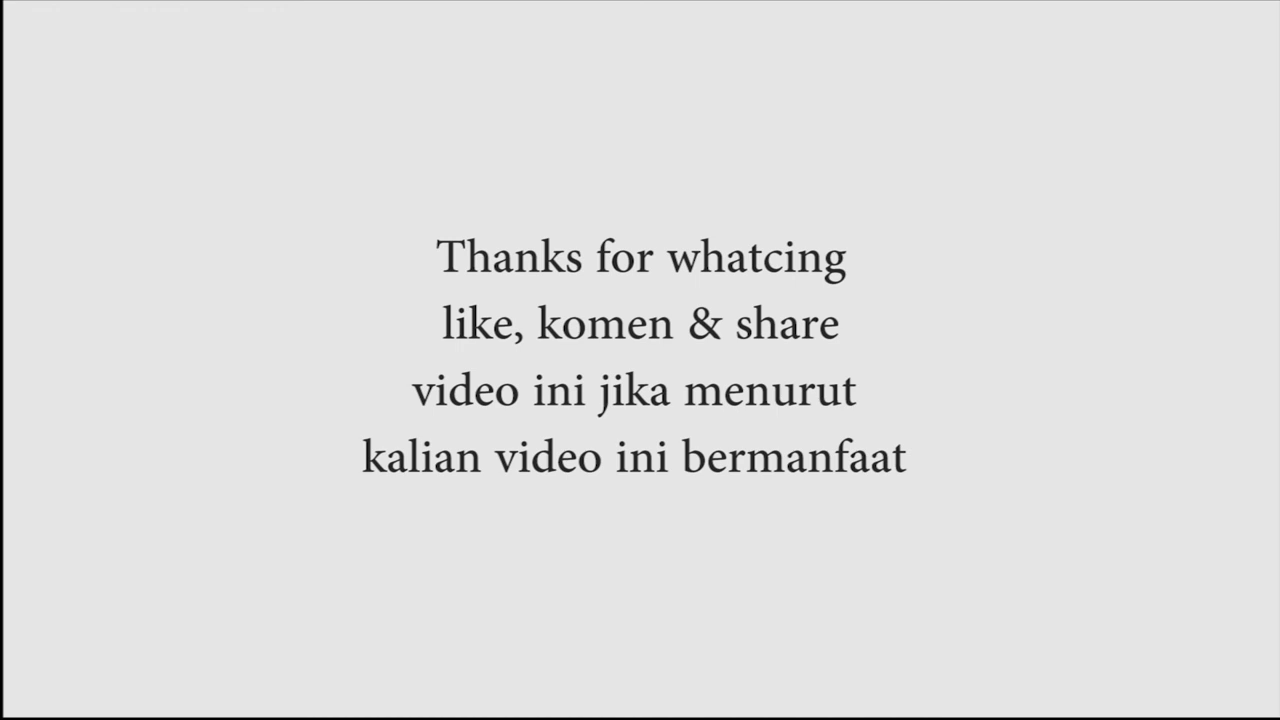 Thanks for whatcing
like, komen & share
video ini jika menurut
kalian video ini bermanfaat